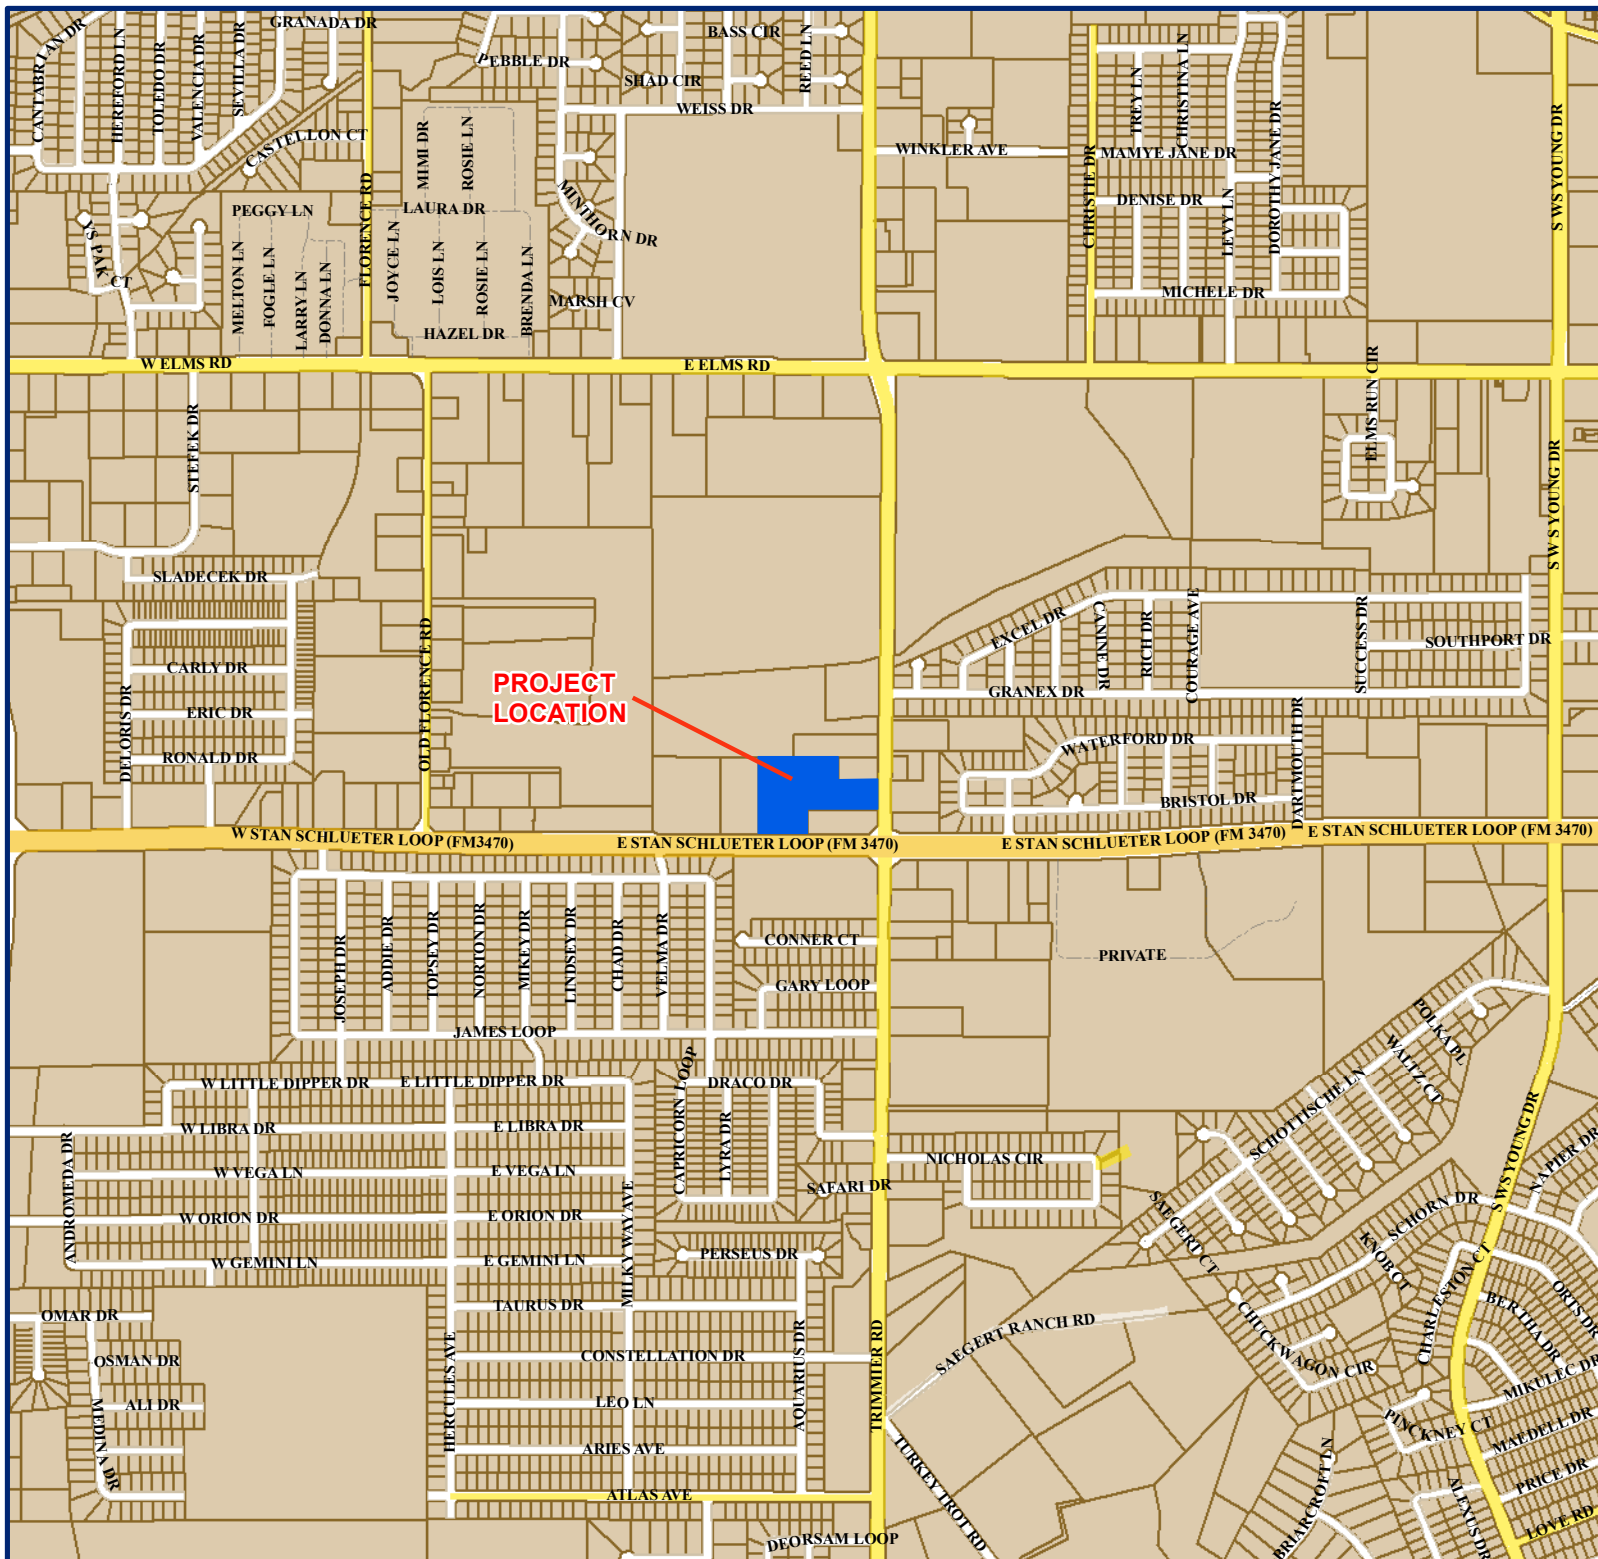 GRANADA DR
CANTABRIAN DR
HEREFORD LN
TOLEDO DR
VALENCIA DR
SEVILLA DR
CASTELLON CT
PEBBLE DR
BASS CIR
SHAD CIR
REED LN
WEISS DR
MIMI DR
ROSIE LN
WINKLER AVE
CHRISTIE DR
TREY LN
CHRISTINA LN
MAMYE JANE DR
DENISE DR
LEVY LN
DOROTHY JANE DR
MICHELE DR
S WS YOUNG DR
YS PAK CT
PEGGY LN
MELTON LN
FOGLE LN
LARRY LN
DONNA LN
FLORENCE RD
LAURA DR
JOYCE LN
LOIS LN
ROSIE LN
BRENDA LN
HAZEL DR
MINTHORN DR
MARSH CV
W ELMS RD
E ELMS RD
STEFEK DR
ELMS RUN CIR
S W S YOUNG DR
SLADECEK DR
CARLY DR
ERIC DR
RONALD DR
DELORIS DR
OLD FLORENCE RD
PROJECT
LOCATION
EXCEL DR
CANINE DR
RICH DR
COURAGE AVE
SUCCESS DR
SOUTHPORT DR
GRANEX DR
WATERFORD DR
BRISTOL DR
DARTMOUTH DR
W STAN SCHLUETER LOOP (FM3470)
E STAN SCHLUETER LOOP (FM 3470)
E STAN SCHLUETER LOOP (FM 3470)
E STAN SCHLUETER LOOP (FM 3470)
JOSEPH DR
ADDIE DR
TOPSEY DR
NORTON DR
MIKEY DR
LINDSEY DR
CHAD DR
VELMA DR
CONNER CT
GARY LOOP
JAMES LOOP
PRIVATE
POLKA PL
WALTZ CT
SCHOTTISCHE LN
W LITTLE DIPPER DR
E LITTLE DIPPER DR
CAPRICORN LOOP
DRACO DR
LYRA DR
W LIBRA DR
E LIBRA DR
ANDROMEDA DR
W VEGA LN
E VEGA LN
W ORION DR
E ORION DR
W GEMINI LN
E GEMINI LN
MILKY WAY AVE
SAFARI DR
PERSEUS DR
NICHOLAS CIR
SAEGERT CT
SCHORN DR
KNOB CT
S WS YOUNG DR
NAPIER DR
CHARLESTON CT
ORTS DR
BERTHA DR
OMAR DR
OSMAN DR
ALI DR
MEDINA DR
TAURUS DR
CONSTELLATION DR
LEO LN
ARIES AVE
ATLAS AVE
HERCULES AVE
AQUARIUS DR
TRIMMIER RD
SAEGERT RANCH RD
CHUCKWAGON CIR
MIKULEC DR
PINCKNEY CT
MAEDELL DR
PRICE DR
LOVE RD
ALEXUS DR
BRIARCROFT LN
TURKEY TROT RD
DEORSAM LOOP